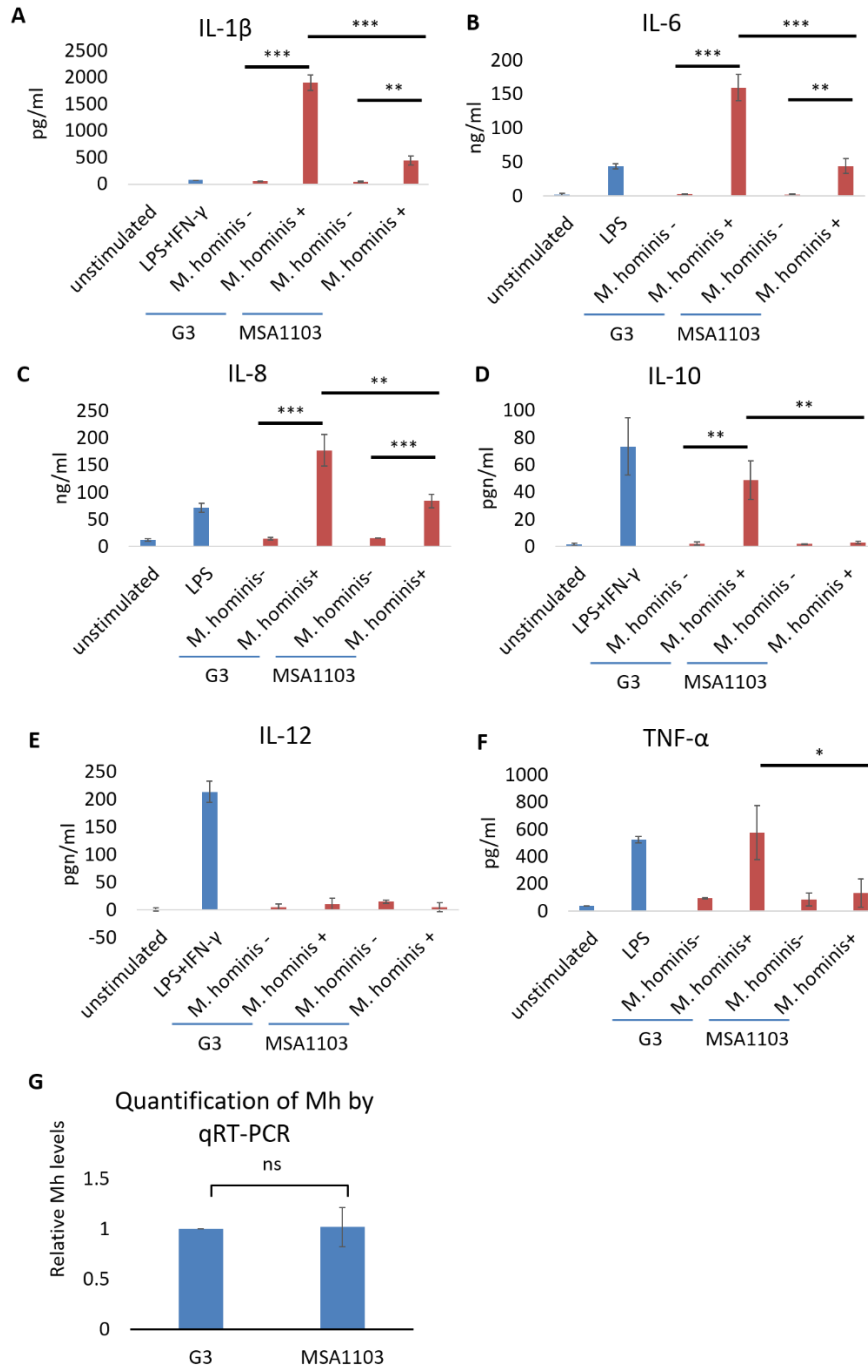 A
IL-1β
***
***
**
pg/ml
2500
2000
1500
1000
500
0
unstimulated
LPS+IFN-γ
M. hominis -
M. hominis +
M. hominis -
M. hominis +
G3
MSA1103
B
IL-6
***
***
**
ng/ml
200
150
100
50
0
unstimulated
LPS
M. hominis -
M. hominis +
M. hominis -
M. hominis +
G3
MSA1103
C
IL-8
**
***
***
ng/ml
250
200
150
100
50
0
unstimulated
LPS
M. hominis-
M. hominis+
M. hominis-
M. hominis+
G3
MSA1103
D
IL-10
**
**
pgn/ml
100
80
60
40
20
0
unstimulated
LPS+IFN-γ
M. hominis -
M. hominis +
M. hominis -
M. hominis +
G3
MSA1103
E
IL-12
pgn/ml
250
200
150
100
50
0
-50
unstimulated
LPS+IFN-γ
M. hominis -
M. hominis +
M. hominis -
M. hominis +
G3
MSA1103
F
TNF-α
*
pg/ml
1000
800
600
400
200
0
unstimulated
LPS
M. hominis-
M. hominis+
M. hominis-
M. hominis+
G3
MSA1103
G
Quantification of Mh by
qRT-PCR
ns
Relative Mh levels
1.5
1
0.5
0
G3
MSA1103